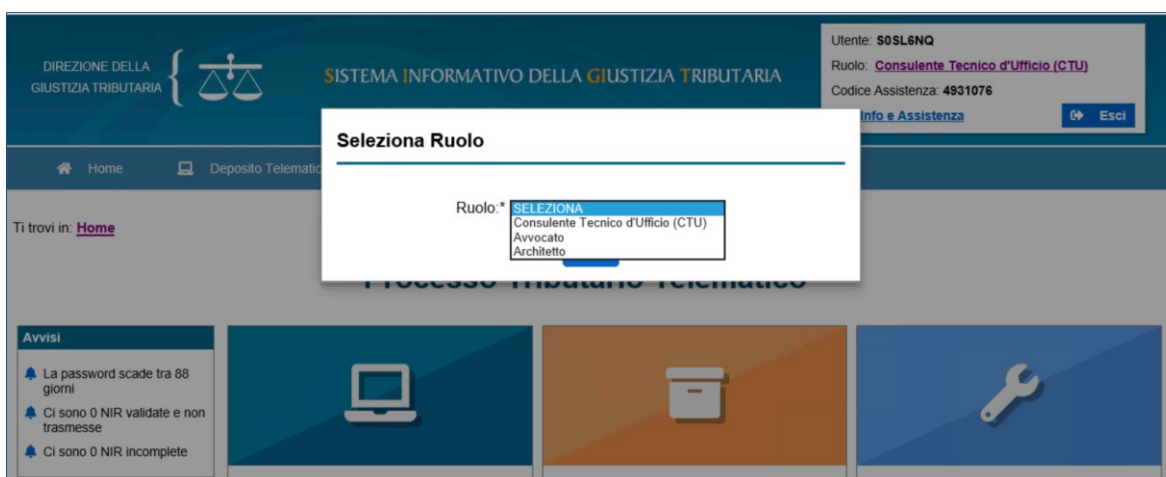 DIREZIONE DELLA
GIUSTIZIA TRIBUTARIA
SISTEMA INFORMATIVO DELLA GIUSTIZIA TRIBUTARIA
Utente: S0SL6NQ
Ruolo: Consulente Tecnico d'Ufficio (CTU)
Codice Assistenza: 4931076
Info e Assistenza
Esci
Home
Deposito Telematic
Seleziona Ruolo
Ruolo:*
SELEZIONA
Consulente Tecnico d'Ufficio (CTU)
Avvocato
Architetto
Ti trovi in: Home
Processo Tributario Telematico
Avvisi
La password scade tra 88
giorni
Ci sono 0 NIR validate e non
trasmesse
Ci sono 0 NIR incomplete